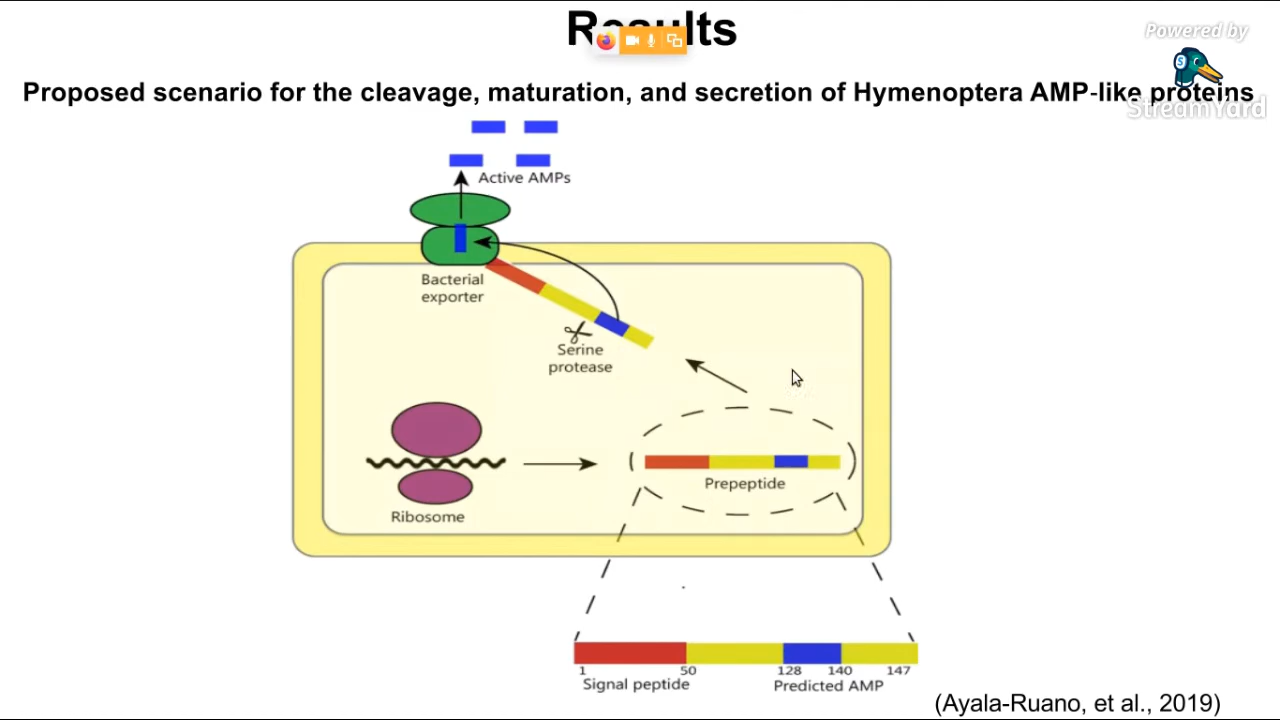 Results
Powered by
Proposed scenario for the cleavage, maturation, and secretion of Hymenoptera AMP-like proteins
StreamYard
Active AMPs
Bacterial
exporter
Serine
protease
Prepeptide
Ribosome
1 50 128 140 147
Signal peptide Predicted AMP
(Ayala-Ruano, et al., 2019)